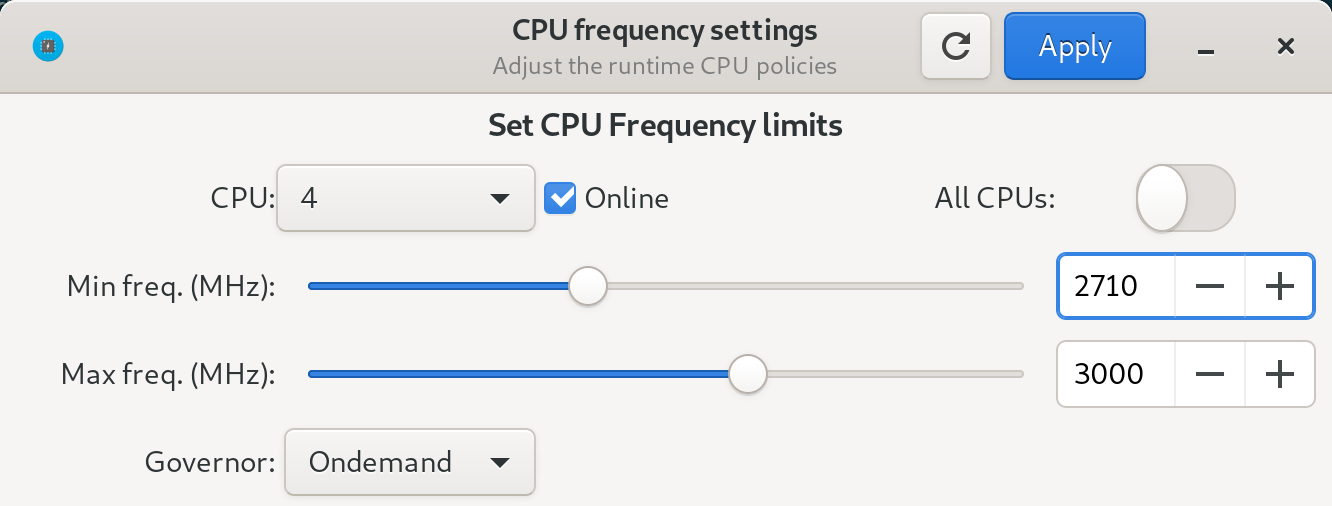 CPU frequency settings
Adjust the runtime CPU policies
Apply
Set CPU Frequency limits
CPU: 4 Online All CPUs:
Min freq. (MHz): 2710
Max freq. (MHz): 3000
Governor: Ondemand